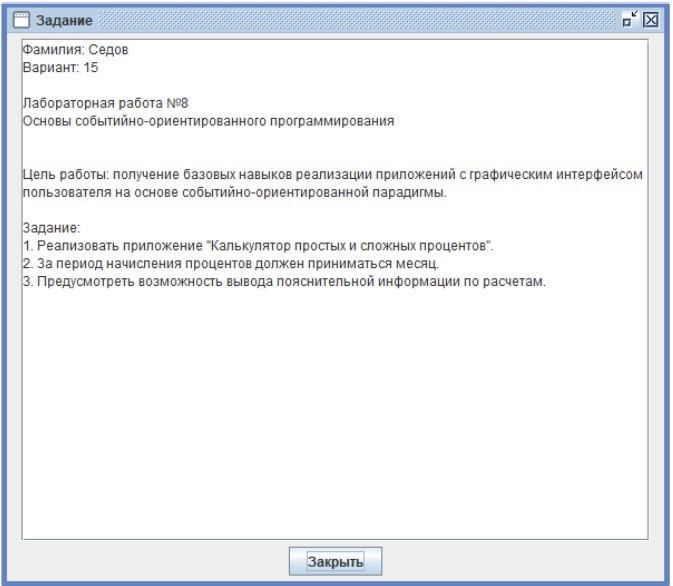 Задание
Фамилия: Седов
Вариант: 15
Лабораторная работа №8
Основы событийно-ориентированного программирования
Цель работы: получение базовых навыков реализации приложений с графическим интерфейсом
пользователя на основе событийно-ориентированной парадигмы.
Задание:
1. Реализовать приложение "Калькулятор простых и сложных процентов".
2. За период начисления процентов должен приниматься месяц.
3. Предусмотреть возможность вывода пояснительной информации по расчетам.
Закрыть